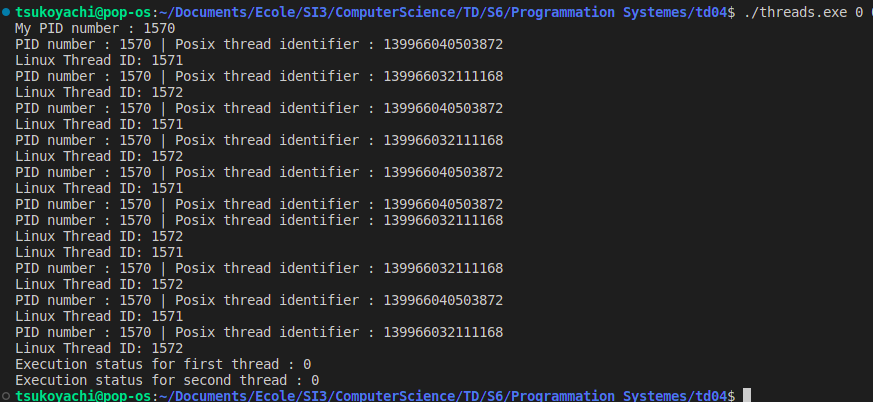 tsukoyachi@pop-os:~/Documents/Ecole/SI3/ComputerScience/TD/S6/Programmation Systemes/td04$ ./threads.exe 0
My PID number : 1570
PID number : 1570 | Posix thread identifier : 139966040503872
Linux Thread ID: 1571
PID number : 1570 | Posix thread identifier : 139966032111168
Linux Thread ID: 1572
PID number : 1570 | Posix thread identifier : 139966040503872
Linux Thread ID: 1571
PID number : 1570 | Posix thread identifier : 139966032111168
Linux Thread ID: 1572
PID number : 1570 | Posix thread identifier : 139966040503872
Linux Thread ID: 1571
PID number : 1570 | Posix thread identifier : 139966040503872
PID number : 1570 | Posix thread identifier : 139966032111168
Linux Thread ID: 1572
Linux Thread ID: 1571
PID number : 1570 | Posix thread identifier : 139966032111168
Linux Thread ID: 1572
PID number : 1570 | Posix thread identifier : 139966040503872
Linux Thread ID: 1571
PID number : 1570 | Posix thread identifier : 139966032111168
Linux Thread ID: 1572
Execution status for first thread : 0
Execution status for second thread : 0
tsukoyachi@pop-os:~/Documents/Ecole/SI3/ComputerScience/TD/S6/Programmation Systemes/td04$